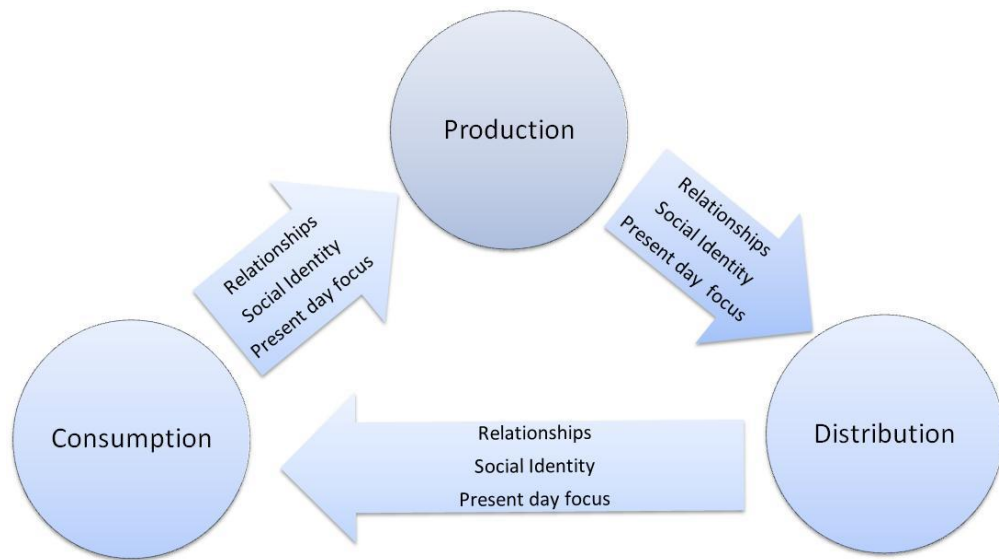 Production
Relationships
Social Identity
Present day focus
Relationships
Social Identity
Present day focus
Consumption
Distribution
Relationships
Social Identity
Present day focus